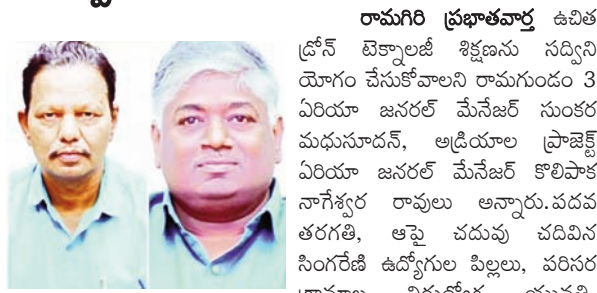 రామగిరి ప్రభాతవార్త ఉచిత
డ్రోన్ టెక్నాలజీ శిక్షణను సద్విని
యోగం చేసుకోవాలని రామగుండం 3
ఏరియా జనరల్ మేనేజర్ సుంకర
మధుసూదన్, అడ్రియాల ప్రాజెక్ట్
ఏరియా జనరల్ మేనేజర్ కొలిపాక
నాగేశ్వర రావులు అన్నారు.పదవ
తరగతి, ఆపై చదువు చదివిన
సింగరేణి ఉద్యోగుల పిల్లలు, పరిసర